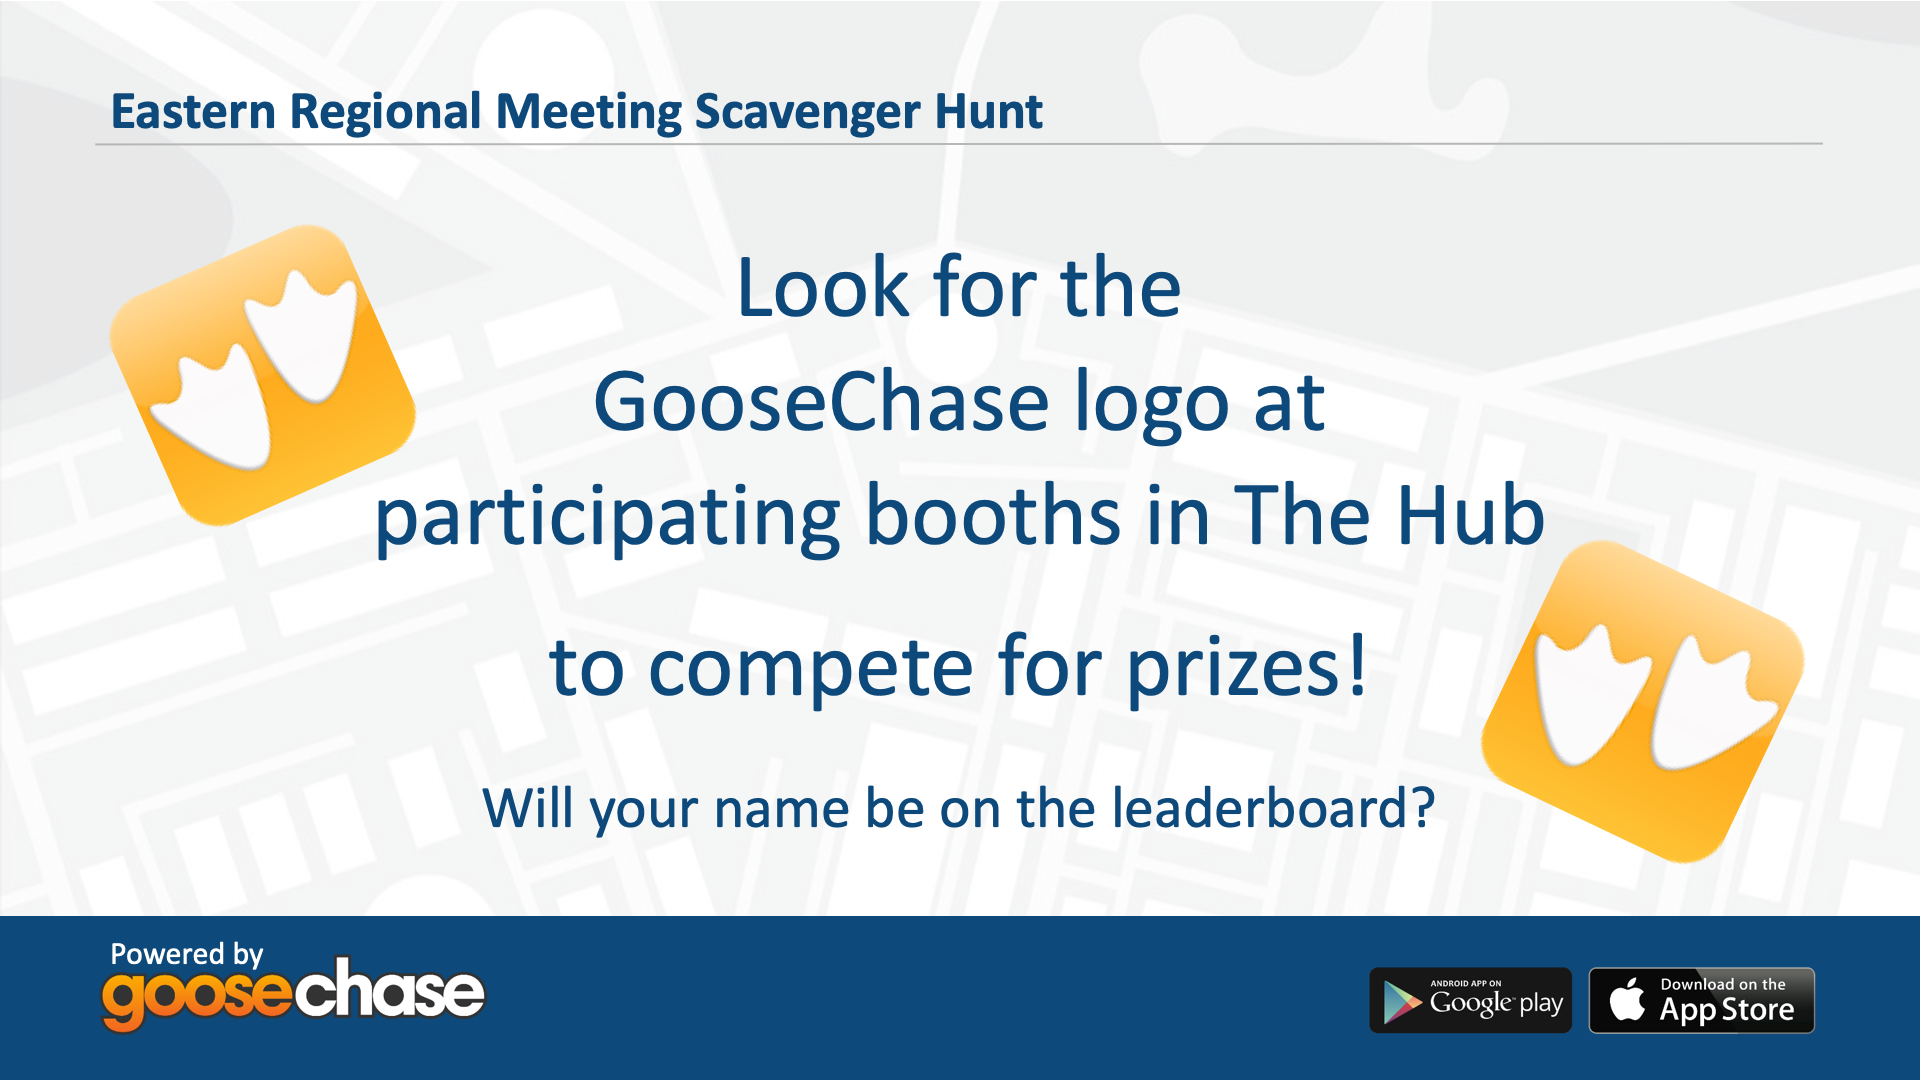 Eastern Regional Meeting Scavenger Hunt
Look for the
GooseChase logo at
participating booths in The Hub
to compete for prizes!
Will your name be on the leaderboard?
Powered by
goosechase
ANDROID APP ON
Google play
Download on the
App Store